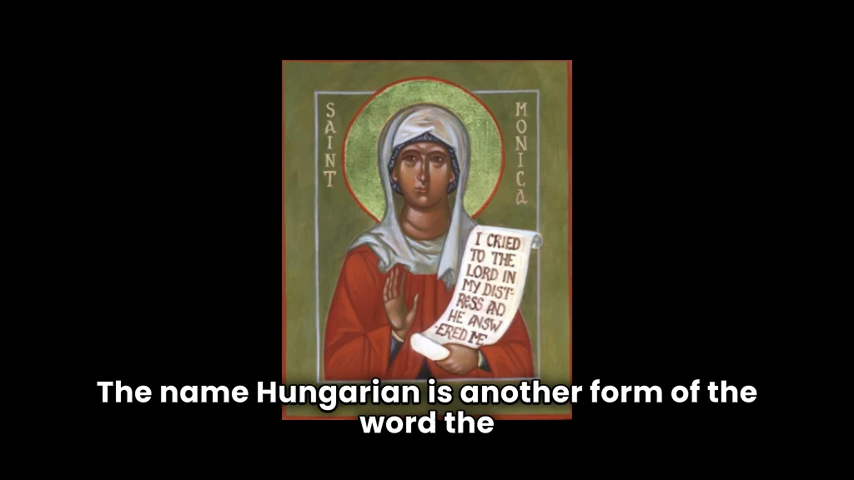 SAINT
MONICA
I CRIED
TO THE
LORD IN
MY DIST-
RESS AND
HE ANSW
-ERED ME
The name Hungarian is another form of the
word the